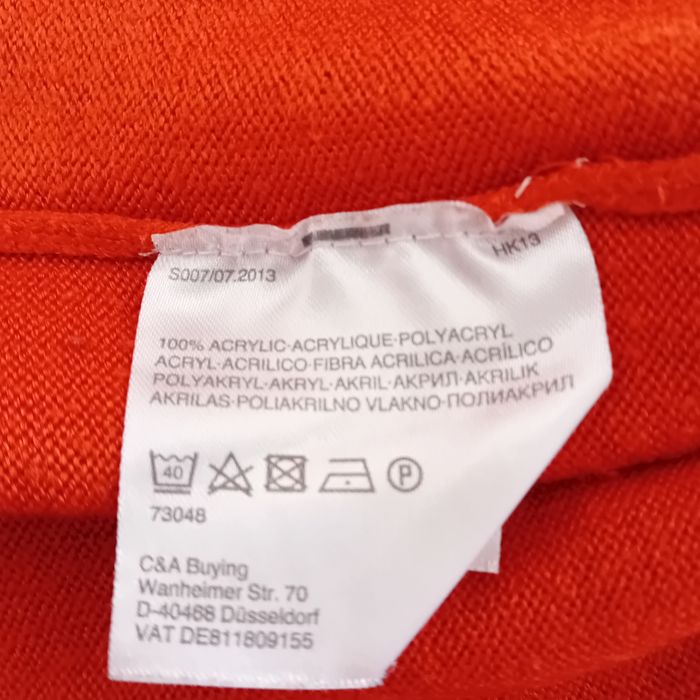 HK13
S007/07.2013
100% ACRYLIC·ACRYLIQUE·POLYACRYL
ACRYL·ACRILICO·FIBRA ACRILICA·ACRÍLICO
POLYAKRYL·AKRYL·AKRIL·АКРИЛ·AKRILIK
AKRILAS·POLIAKRILNO VLAKNO·ПОЛИАКРИЛ
40
P
73048
C&A Buying
Wanheimer Str. 70
D-40468 Düsseldorf
VAT DE811809155